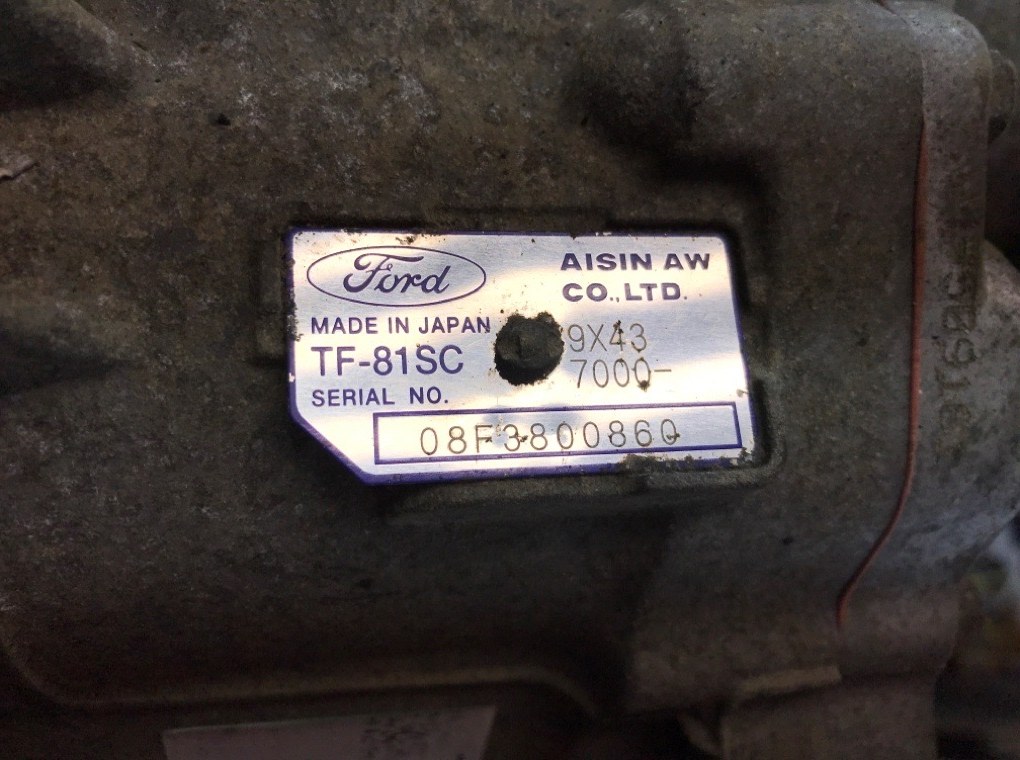 Ford
AISIN AW
CO., LTD.
MADE IN JAPAN
TF-81SC
9X43
7000-
SERIAL NO.
08F3800860